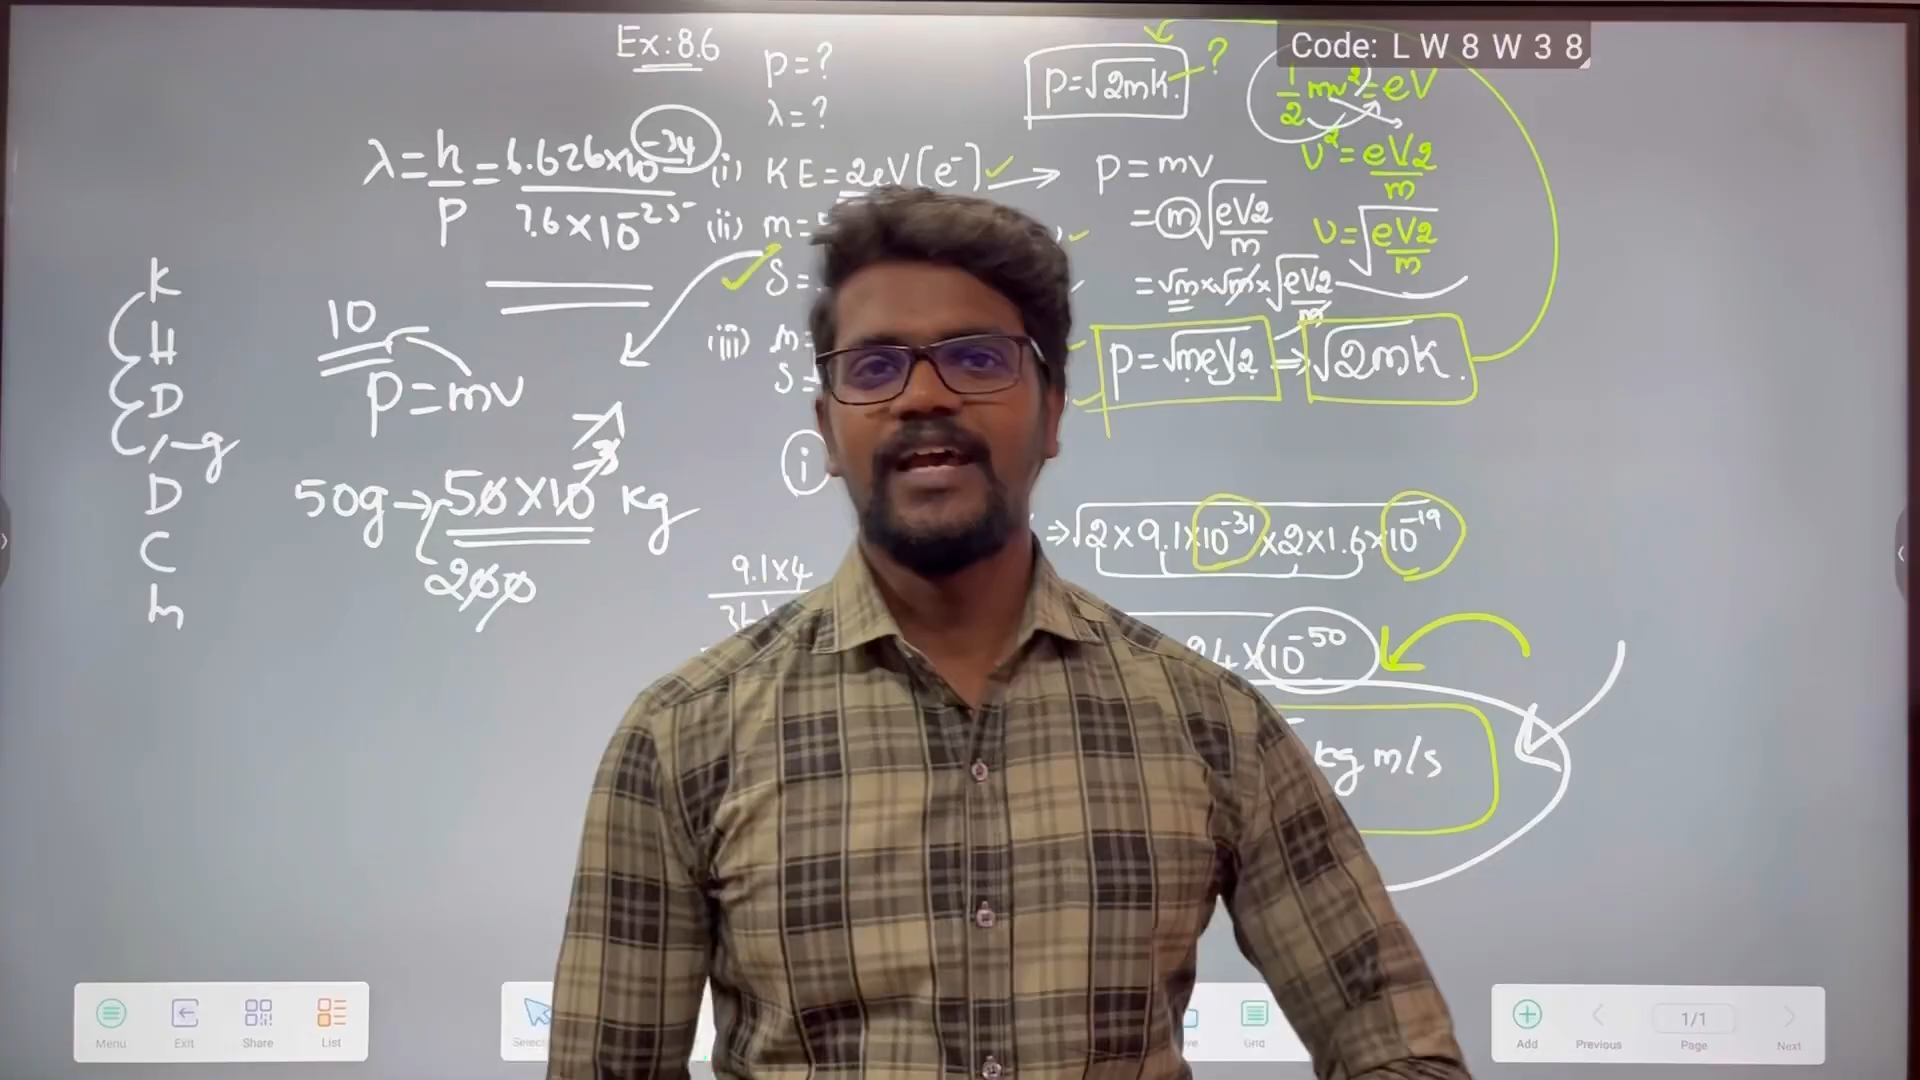 Ex:8.6
p=?
λ=?
Code: L W 8 W 3 8
p=√2mk. ?
1/2 mv²=eV
λ=h/p=6.626×10⁻³⁴/7.6×10⁻²⁵
(i) KE=2eV[e⁻]
(ii) m=
S=
(iii) m=
S=
p=mv
=m√eV2/m
=√m×√m×√eV2/m
p=√meV2 ⇒ √2mk.
v²=eV2/m
v=√eV2/m
K
H
D
g
D
C
m
10
p=mv
50g→50×10 kg
200
i
9.1×4
⇒√2×9.1×10⁻³¹×2×1.6×10⁻¹⁹
24×10⁻⁵⁰
kg m/s
Menu
Exit
Share
List
Select
Grid
Add
Previous
1/1
Page
Next